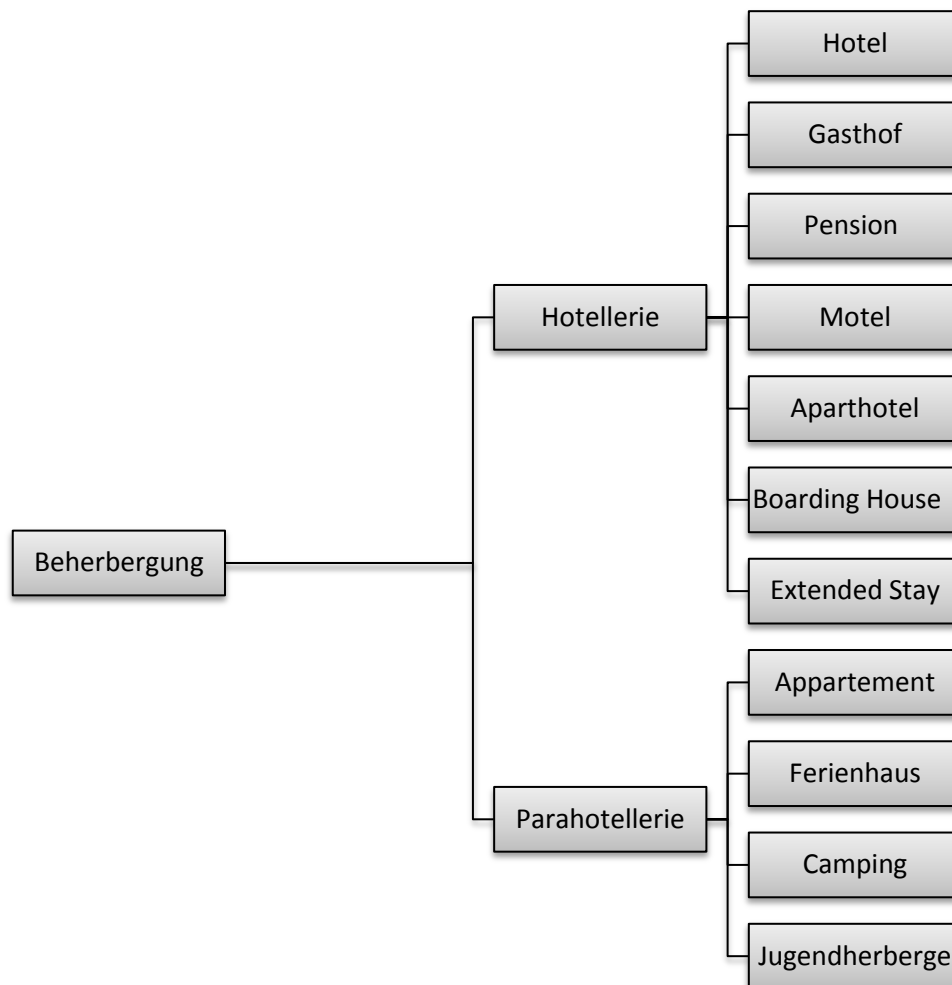 Hotel
Gasthof
Pension
Hotellerie
Motel
Aparthotel
Boarding House
Beherbergung
Extended Stay
Appartement
Ferienhaus
Parahotellerie
Camping
Jugendherberge